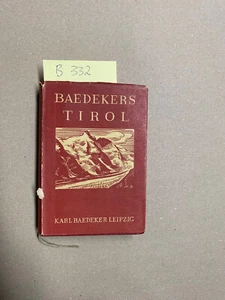 B 332
BAEDEKERS
TIROL
KARL BAEDEKER LEIPZIG